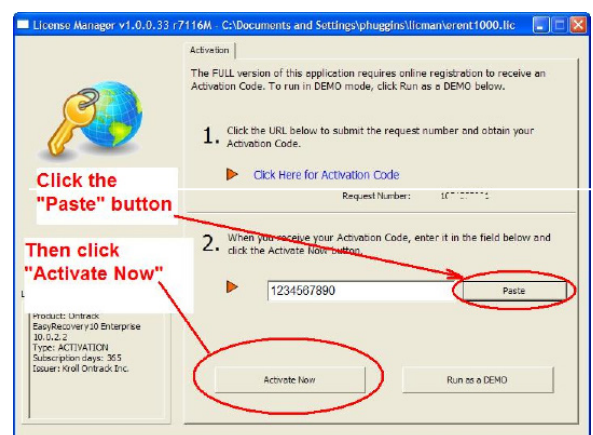 License Manager v1.0.0.33 r7116M - C:\Documents and Settings\phuggins\licman\erent1000.lic
Activation
The FULL version of this application requires online registration to receive an
Activation Code. To run in DEMO mode, click Run as a DEMO below.
1. Click the URL below to submit the request number and obtain your
Activation Code.
Click Here for Activation Code
Request Number:
Click the
"Paste" button
2. When you receive your Activation Code, enter it in the field below and
click the Activate Now button.
Then click
"Activate Now"
1234567890
Paste
Product: Ontrack
EasyRecovery10 Enterprise
10.0.2.2
Type: ACTIVATION
Subscription days: 365
Issuer: Kroll Ontrack Inc.
Activate Now
Run as a DEMO